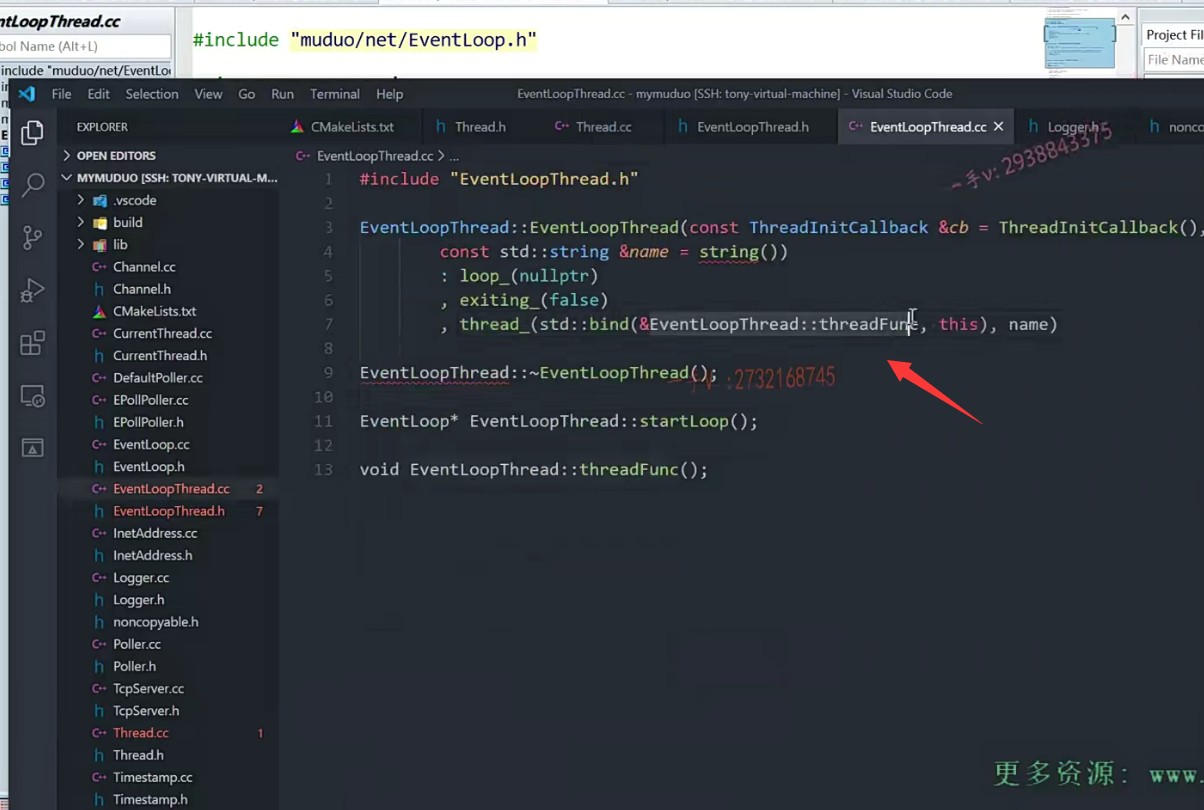 ntLoopThread.cc
bol Name (Alt+L)
include "muduo/net/EventLo
#include "muduo/net/EventLoop.h"
Project Fil
File Name
File Edit Selection View Go Run Terminal Help
EventLoopThread.cc - mymuduo [SSH: tony-virtual-machine] - Visual Studio Code
EXPLORER
CMakeLists.txt
Thread.h
Thread.cc
EventLoopThread.h
EventLoopThread.cc
Logger.h
nonco
OPEN EDITORS
MYMUDUO [SSH: TONY-VIRTUAL-M...
.vscode
build
lib
Channel.cc
Channel.h
CMakeLists.txt
CurrentThread.cc
CurrentThread.h
DefaultPoller.cc
EPollPoller.cc
EPollPoller.h
EventLoop.cc
EventLoop.h
EventLoopThread.cc 2
EventLoopThread.h 7
InetAddress.cc
InetAddress.h
Logger.cc
Logger.h
noncopyable.h
Poller.cc
Poller.h
TcpServer.cc
TcpServer.h
Thread.cc 1
Thread.h
Timestamp.cc
Timestamp.h
EventLoopThread.cc > ...
1 #include "EventLoopThread.h"
2
3 EventLoopThread::EventLoopThread(const ThreadInitCallback &cb = ThreadInitCallback(),
4 const std::string &name = string())
5 : loop_(nullptr)
6 , exiting_(false)
7 , thread_(std::bind(&EventLoopThread::threadFunc, this), name)
8
9 EventLoopThread::~EventLoopThread();
10
11 EventLoop* EventLoopThread::startLoop();
12
13 void EventLoopThread::threadFunc();
一手v: 2938843375
一手v :2732168745
更多资源: www.